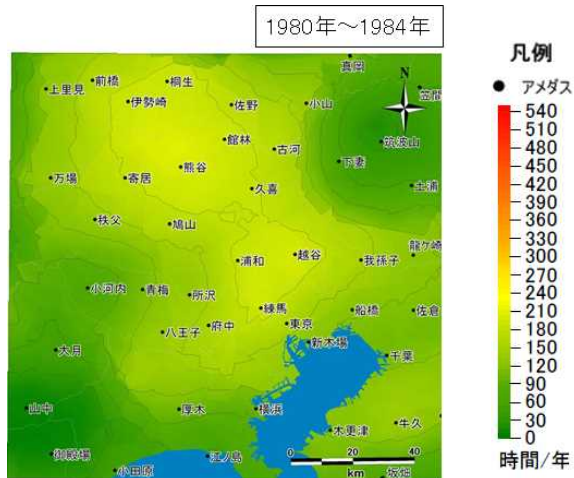 1980年～1984年
凡例
● アメダス
540
510
480
450
420
390
360
330
300
270
240
210
180
150
120
90
60
30
0
時間/年
N
真岡
上里見 前橋 桐生 笠間
伊勢崎 佐野 小山
館林 古河 筑波山
下妻
万場 寄居 熊谷 久喜 土浦
秩父 鳩山
浦和 越谷 我孫子 龍ケ崎
小河内 青梅 所沢
練馬 船橋 佐倉
八王子 府中 東京
大月 新木場 千葉
山中 厚木 横浜
木更津 牛久
御殿場 江ノ島
小田原 坂畑
0 20 40
km